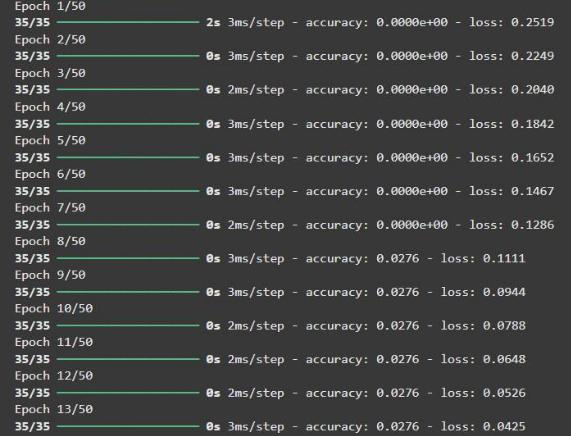 Epoch 1/50
35/35 ━━━━━━━━━━━━━━━━━━━━ 2s 3ms/step - accuracy: 0.0000e+00 - loss: 0.2519
Epoch 2/50
35/35 ━━━━━━━━━━━━━━━━━━━━ 0s 3ms/step - accuracy: 0.0000e+00 - loss: 0.2249
Epoch 3/50
35/35 ━━━━━━━━━━━━━━━━━━━━ 0s 2ms/step - accuracy: 0.0000e+00 - loss: 0.2040
Epoch 4/50
35/35 ━━━━━━━━━━━━━━━━━━━━ 0s 3ms/step - accuracy: 0.0000e+00 - loss: 0.1842
Epoch 5/50
35/35 ━━━━━━━━━━━━━━━━━━━━ 0s 3ms/step - accuracy: 0.0000e+00 - loss: 0.1652
Epoch 6/50
35/35 ━━━━━━━━━━━━━━━━━━━━ 0s 3ms/step - accuracy: 0.0000e+00 - loss: 0.1467
Epoch 7/50
35/35 ━━━━━━━━━━━━━━━━━━━━ 0s 2ms/step - accuracy: 0.0000e+00 - loss: 0.1286
Epoch 8/50
35/35 ━━━━━━━━━━━━━━━━━━━━ 0s 3ms/step - accuracy: 0.0276 - loss: 0.1111
Epoch 9/50
35/35 ━━━━━━━━━━━━━━━━━━━━ 0s 3ms/step - accuracy: 0.0276 - loss: 0.0944
Epoch 10/50
35/35 ━━━━━━━━━━━━━━━━━━━━ 0s 2ms/step - accuracy: 0.0276 - loss: 0.0788
Epoch 11/50
35/35 ━━━━━━━━━━━━━━━━━━━━ 0s 2ms/step - accuracy: 0.0276 - loss: 0.0648
Epoch 12/50
35/35 ━━━━━━━━━━━━━━━━━━━━ 0s 2ms/step - accuracy: 0.0276 - loss: 0.0526
Epoch 13/50
35/35 ━━━━━━━━━━━━━━━━━━━━ 0s 3ms/step - accuracy: 0.0276 - loss: 0.0425